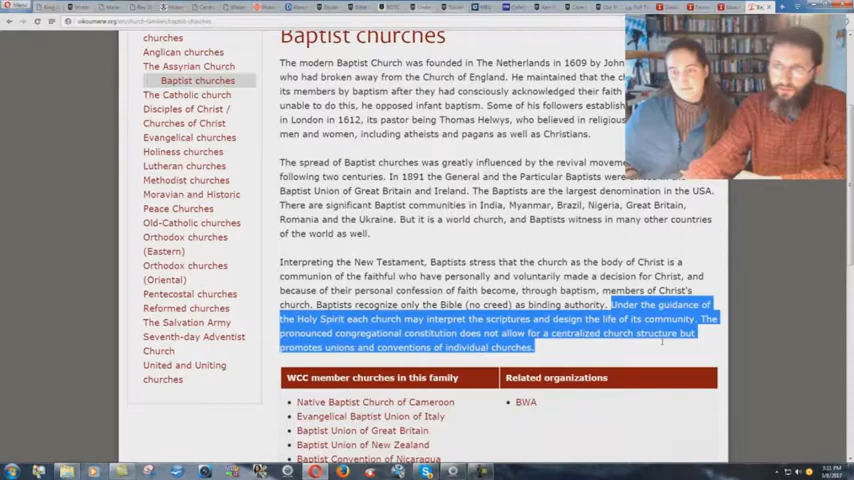 Menu
oikoumene.org/en/church-families/baptist-churches
churches
Anglican churches
The Assyrian Church
Baptist churches
The Catholic church
Disciples of Christ /
Churches of Christ
Evangelical churches
Holiness churches
Lutheran churches
Methodist churches
Moravian and Historic
Peace Churches
Old-Catholic churches
Orthodox churches
(Eastern)
Orthodox churches
(Oriental)
Pentecostal churches
Reformed churches
The Salvation Army
Seventh-day Adventist
Church
United and Uniting
churches
Baptist churches
The modern Baptist Church was founded in The Netherlands in 1609 by John
who had broken away from the Church of England. He maintained that the
its members by baptism after they had consciously acknowledged their faith
unable to do this, he opposed infant baptism. Some of his followers
in London in 1612, its pastor being Thomas Helwys, who believed in
men and women, including atheists and pagans as well as Christians.
The spread of Baptist churches was greatly influenced by the revival
following two centuries. In 1891 the General and the Particular Baptists were
Baptist Union of Great Britain and Ireland. The Baptists are the largest denomination in the USA.
There are significant Baptist communities in India, Myanmar, Brazil, Nigeria, Great Britain,
Romania and the Ukraine. But it is a world church, and Baptists witness in many other countries
of the world as well.
Interpreting the New Testament, Baptists stress that the church as the body of Christ is a
communion of the faithful who have personally and voluntarily made a decision for Christ, and
because of their personal confession of faith become, through baptism, members of Christ's
church. Baptists recognize only the Bible (no creed) as binding authority. Under the guidance of
the Holy Spirit each church may interpret the scriptures and design the life of its community. The
pronounced congregational constitution does not allow for a centralized church structure but
promotes unions and conventions of individual churches.
WCC member churches in this family
Related organizations
Native Baptist Church of Cameroon
BWA
Evangelical Baptist Union of Italy
Baptist Union of Great Britain
Baptist Union of New Zealand
Baptist Convention of Nicaragua
3:11 PM